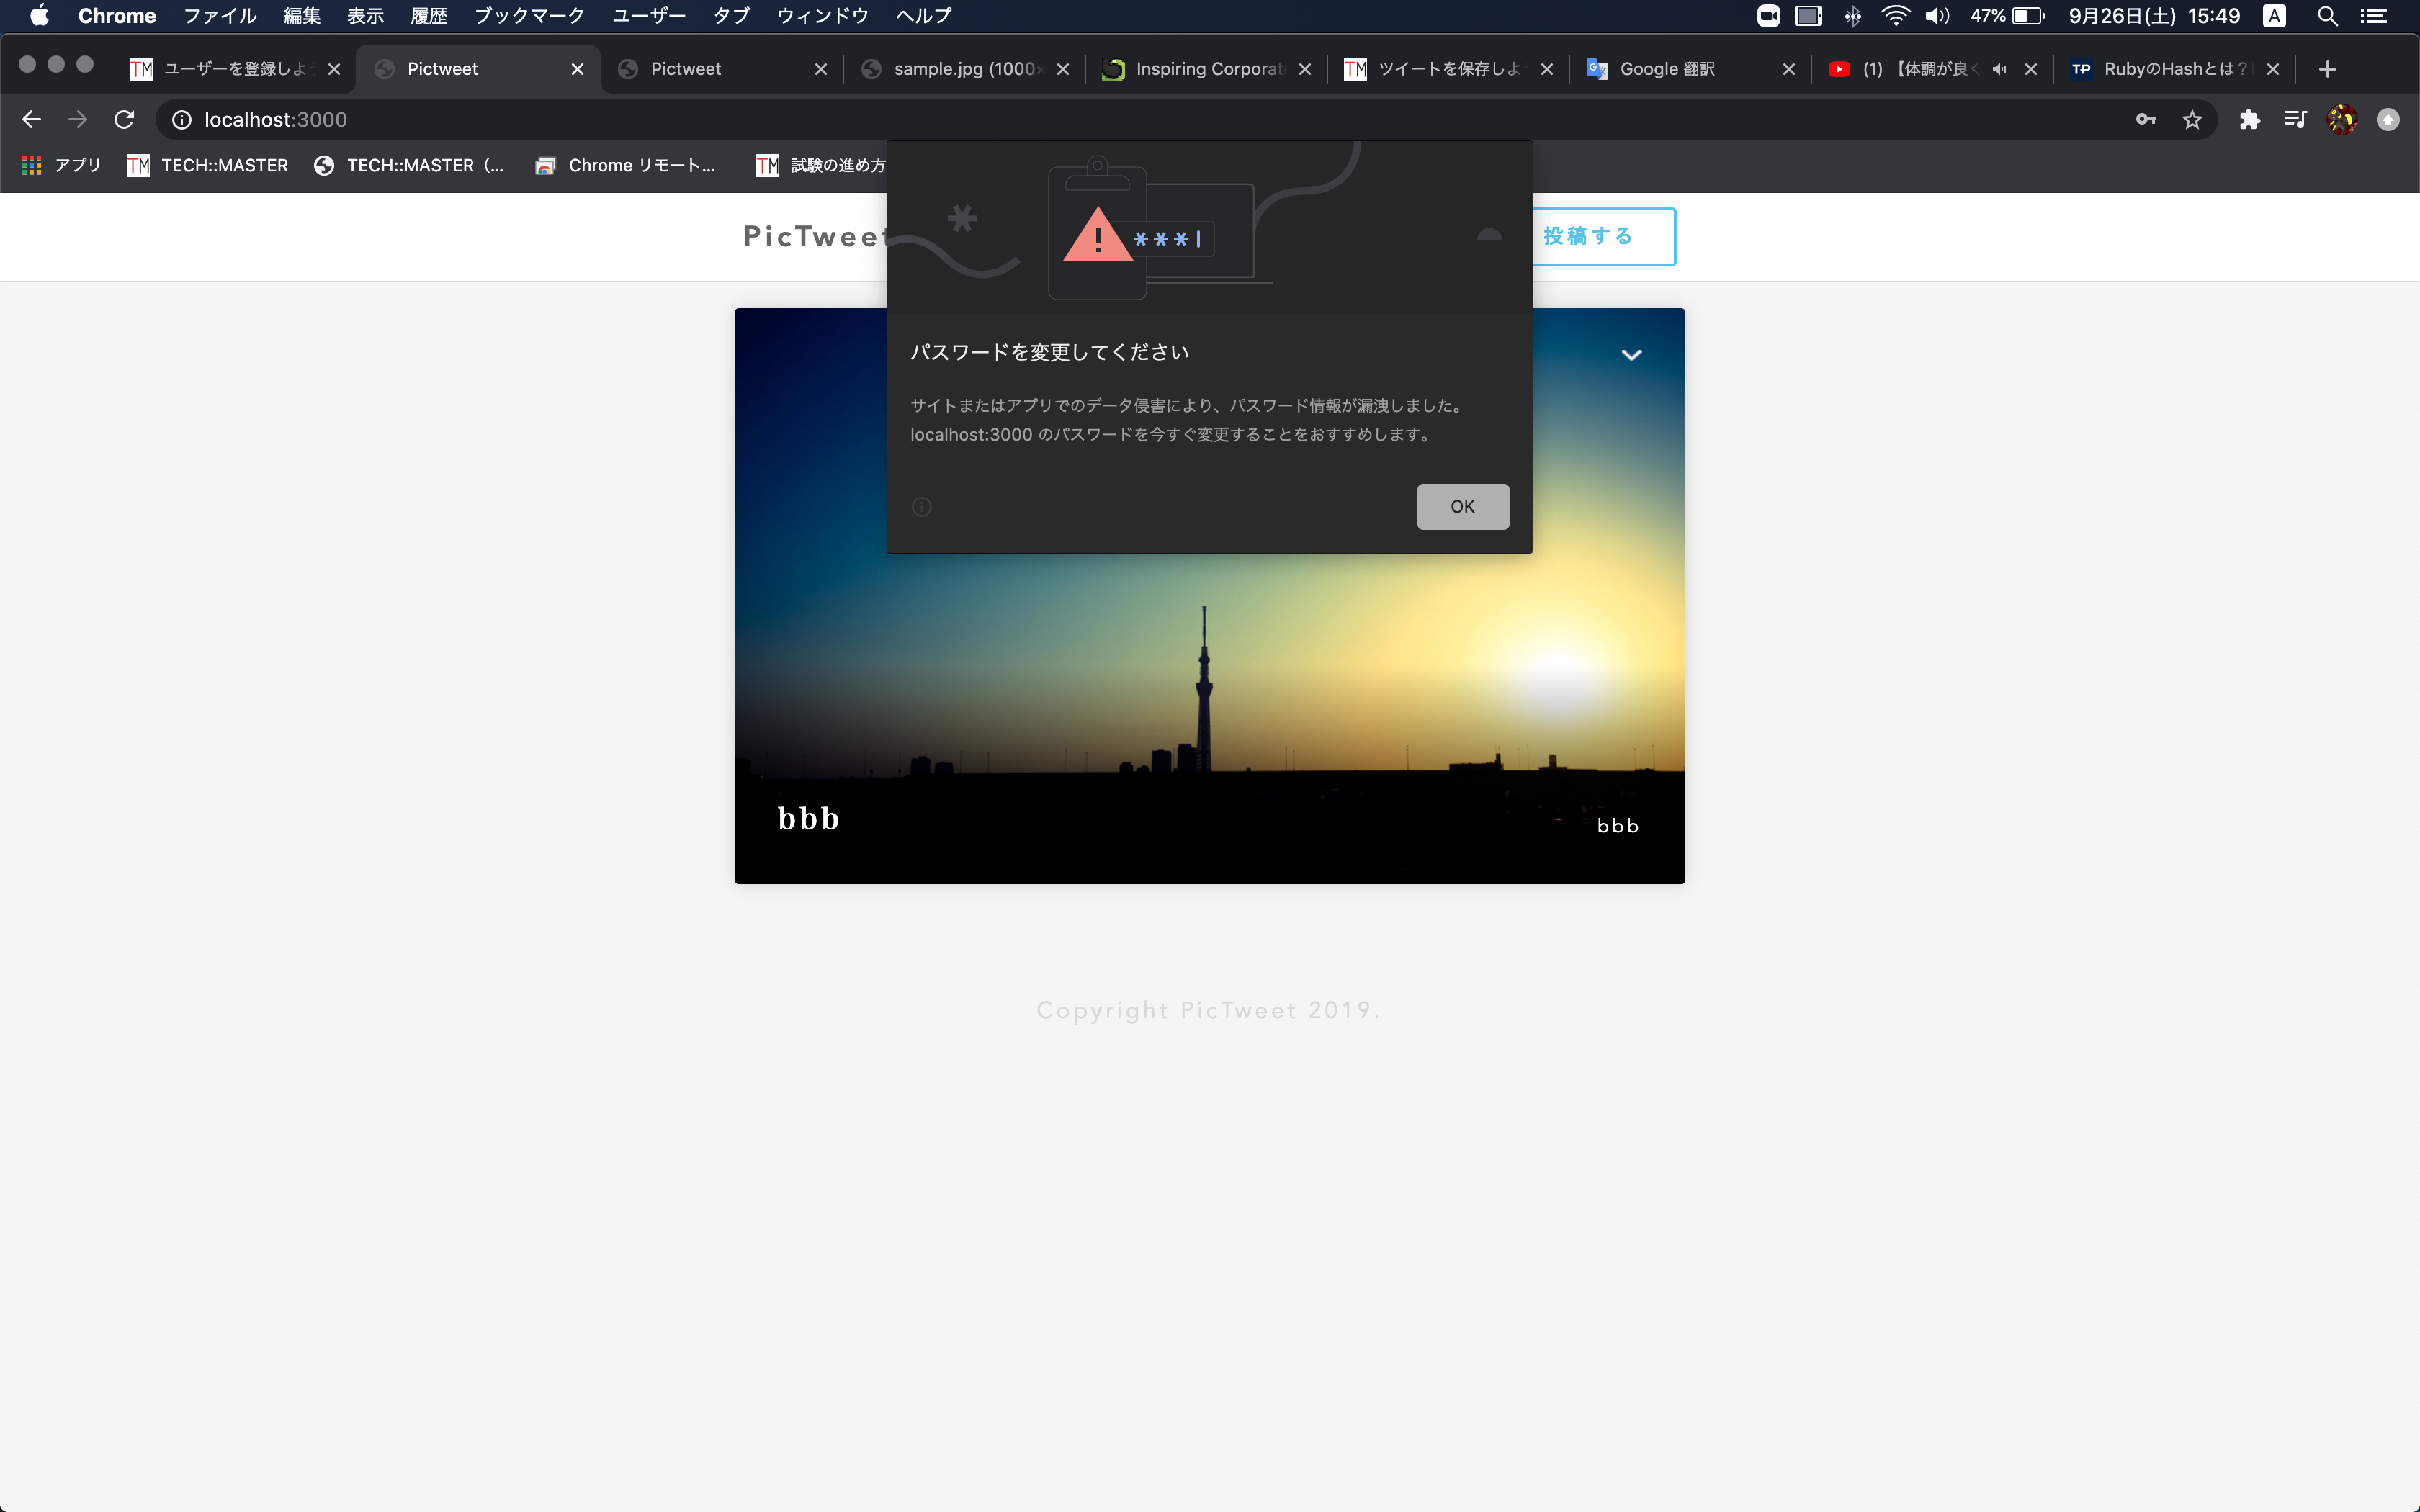 Chrome ファイル 編集 表示 履歴 ブックマーク ユーザー タブ ウィンドウ ヘルプ 47% 9月26日(土) 15:49 A
TM ユーザーを登録しよ Pictweet Pictweet sample.jpg (1000× Inspiring Corporat TM ツイートを保存しよ Google 翻訳 (1) 【体調が良く TP RubyのHashとは?
localhost:3000
アプリ TM TECH::MASTER TECH::MASTER (... Chrome リモート... TM 試験の進め方
PicTweet 投稿する
***
パスワードを変更してください
サイトまたはアプリでのデータ侵害により、パスワード情報が漏洩しました。
localhost:3000 のパスワードを今すぐ変更することをおすすめします。
OK
bbb bbb
Copyright PicTweet 2019.